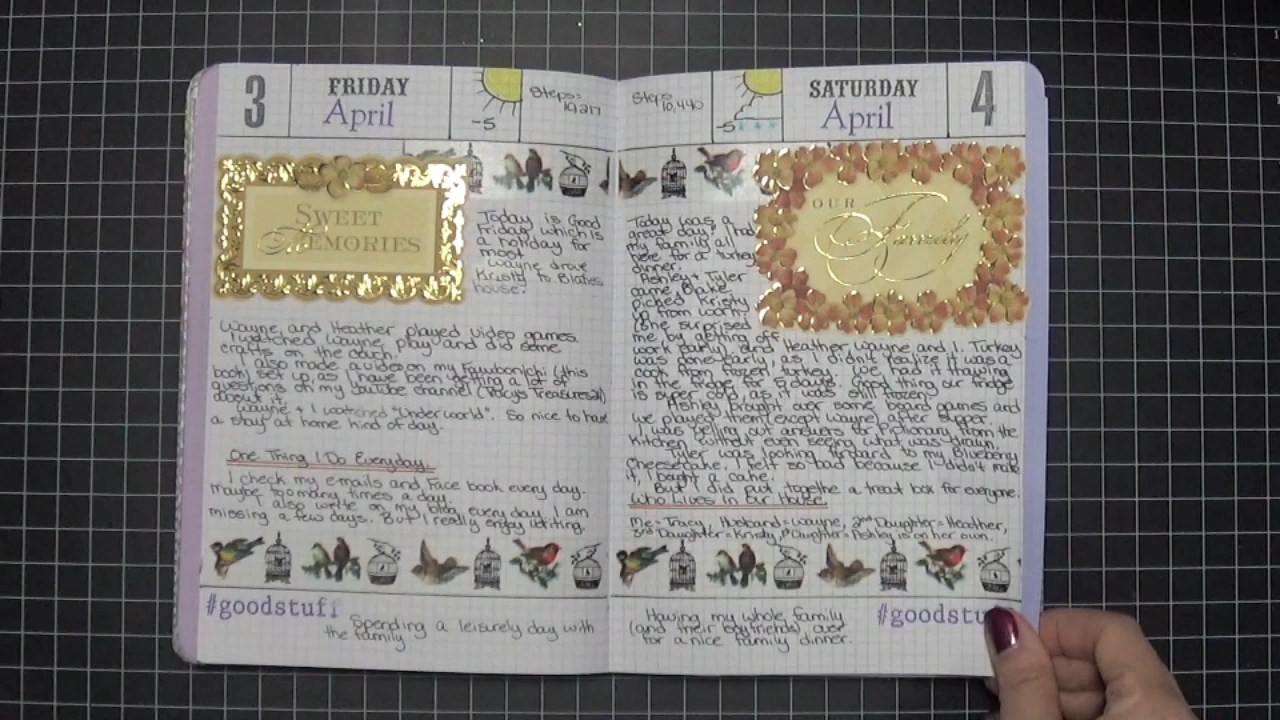 3
FRIDAY
April
-5
Steps=
10,217
SWEET
MEMORIES
Today is Good
Friday, which is
a holiday for
most.
Wayne drove
Kristy to Blakes
house.
Wayne, and Heather played video games.
I watched Wayne play and did some
crafts on the couch.
I also made a video on my Fauxbonichi (this
book) set up, as I have been getting a lot of
questions on my YouTube channel
about it.
Wayne + I watched "Underworld". So nice to have
a stay at home kind of day.
One Thing I Do Everyday.
I check my e-mails and Face book every day.
maybe too many times a day.
I also write on my blog every day. I am
missing a few days. But I really enjoy writing.
#goodstuff
Spending a leisurely day with
the family
Steps
10,440
-5
SATURDAY
April
4
OUR
Family
Today was a
great day. I had
my family all
here for a turkey
dinner.
Ashley + Tyler
came, Blake
picked Kristy
up from work
(she surprised
me by getting off
work early) and Heather Wayne and I. Turkey
was done early, as I didn't realize it was a
cook from frozen turkey. We had it thawing
in the fridge for 5 days. Good thing our fridge
is super cold, as it was still frozen.
Ashley brought over some board games and
we played them (except Wayne) after supper.
I was yelling out answers for Pictionary from the
kitchen without even seeing what was drawn.
Tyler was looking forward to my Blueberry
Cheesecake. I felt so bad because I didn't make
it, I bought a cake.
But I did put togethe a treat box for everyone.
Who Lives in Our House.
Me = Tracy, Husband = Wayne, 2nd Daughter = Heather,
3rd Daughter = Kristy, Daughter = Ashley is on her own.
Having my whole family
(and their boyfriends) over
for a nice family dinner.
#goodstu